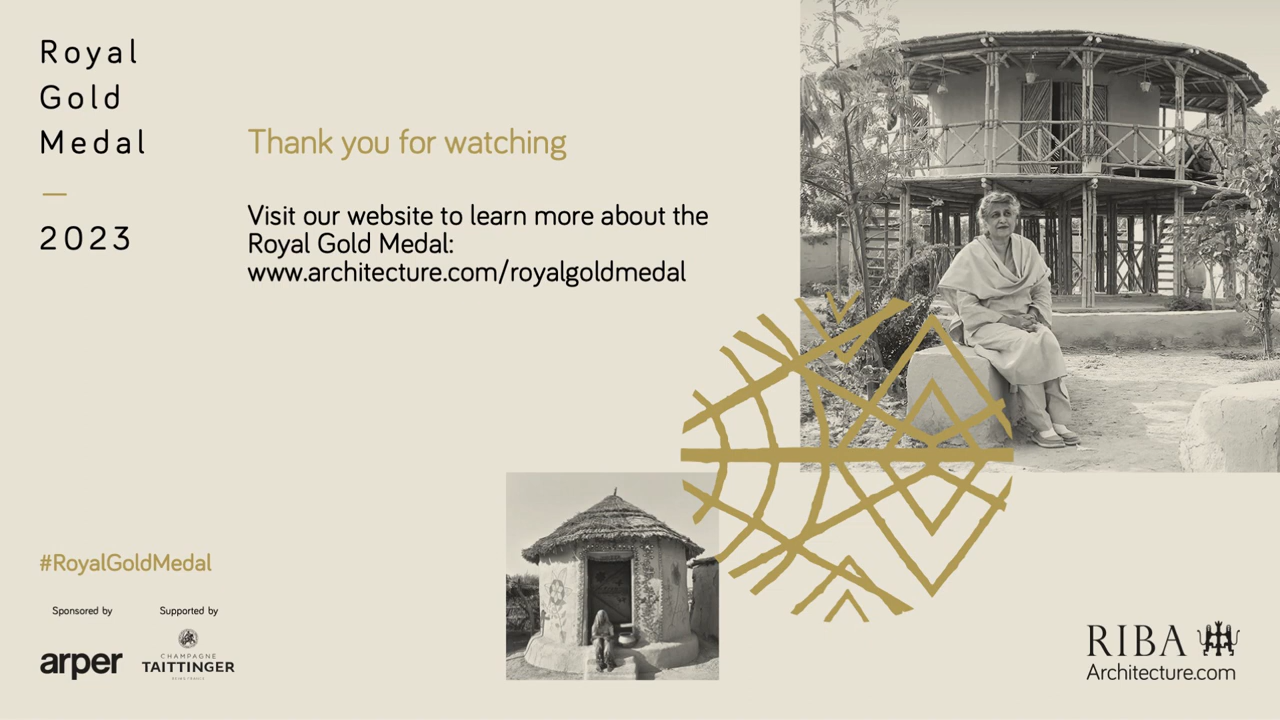 Royal
Gold
Medal
2023
Thank you for watching
Visit our website to learn more about the
Royal Gold Medal:
www.architecture.com/royalgoldmedal
#RoyalGoldMedal
Sponsored by
Supported by
arper
CHAMPAGNE
TAITTINGER
RIBA
Architecture.com